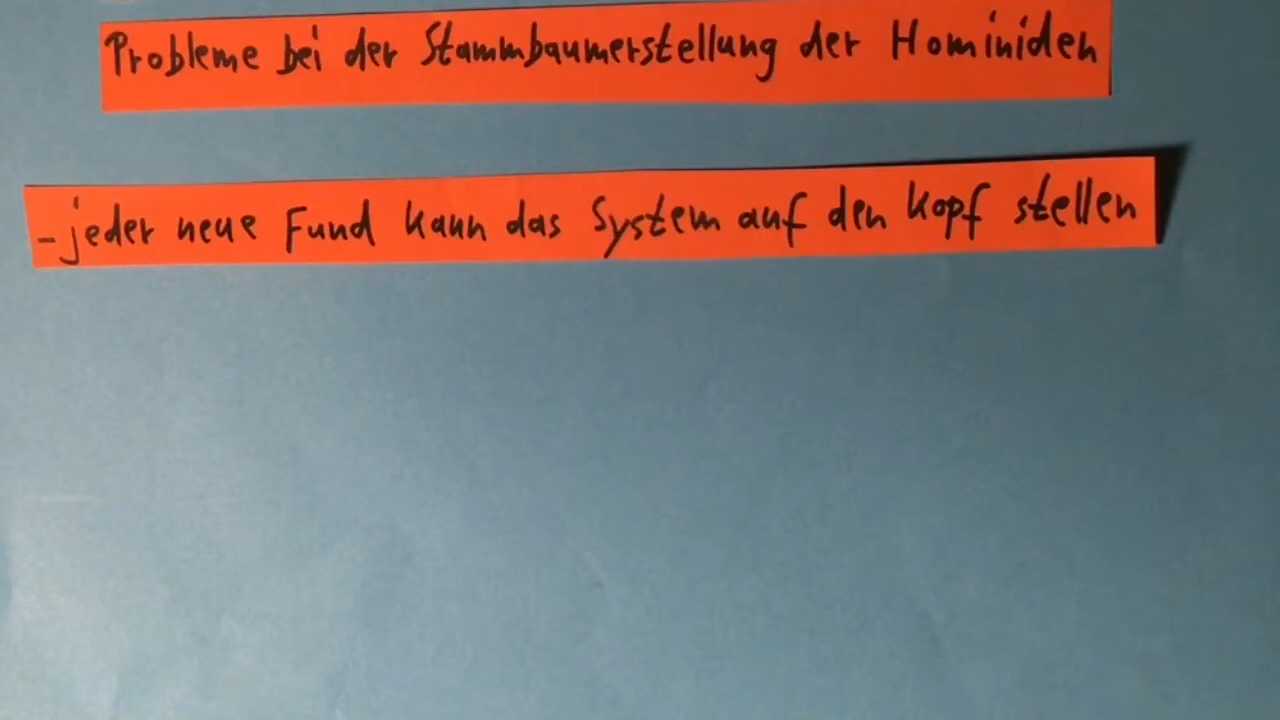 Probleme bei der Stammbaumerstellung der Hominiden
- jeder neue Fund kann das System auf den Kopf stellen